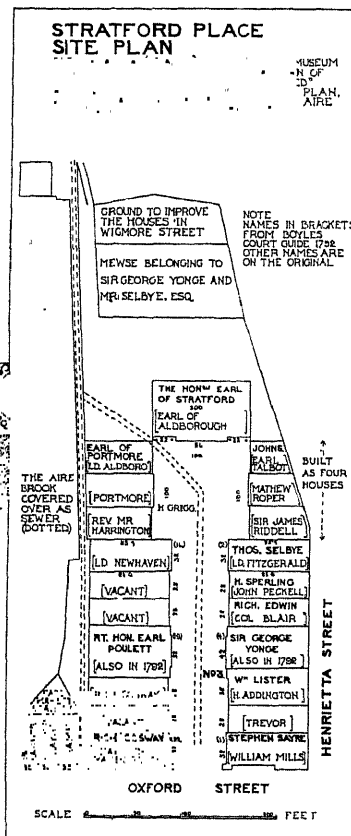 STRATFORD PLACE
SITE PLAN
MUSEUM
PLAN,
AIRE
GROUND TO IMPROVE
THE HOUSES IN
WIGMORE STREET
MEWSE BELONGING TO
SIR GEORGE YONGE AND
MR. SELBYE, ESQ.
NOTE
NAMES IN BRACKETS
FROM BOYLES
COURT GUIDE 1792
OTHER NAMES ARE
ON THE ORIGINAL
THE HONBLE EARL
OF STRATFORD
[EARL OF
ALDBOROUGH
EARL OF
PORTMORE
(LD. ALDBORO)
[PORTMORE]
REV. MR
HARRINGTON
H GRIGG.
JOHN E.
EARL
TALBOT
MATHEW
ROPER
SIR JAMES
RIDDELL
BUILT
AS FOUR
HOUSES
THE AIRE
BROOK
COVERED
OVER AS
SEWER
(DOTTED)
[LD NEWHAVEN]
[VACANT]
[VACANT]
RT. HON. EARL
POULETT
[ALSO IN 1792]
THOS. SELBYE
[LD. FITZGERALD]
H. SPERLING
[JOHN PECKELL]
RICH. EDWIN
[COL BLAIR]
SIR GEORGE
YONGE
[ALSO IN 1792]
WM LISTER
[H. ADDINGTON]
[TREVOR]
STEPHEN SAYRE
WILLIAM MILLS
No 3
HENRIETTA STREET
OXFORD STREET
SCALE
FEET